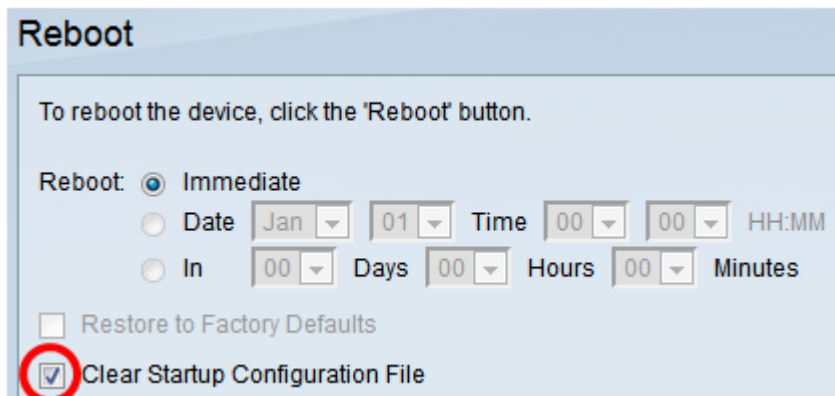 Reboot
To reboot the device, click the 'Reboot' button.
Reboot: Immediate
Date Jan 01 Time 00 00 HH:MM
In 00 Days 00 Hours 00 Minutes
Restore to Factory Defaults
Clear Startup Configuration File